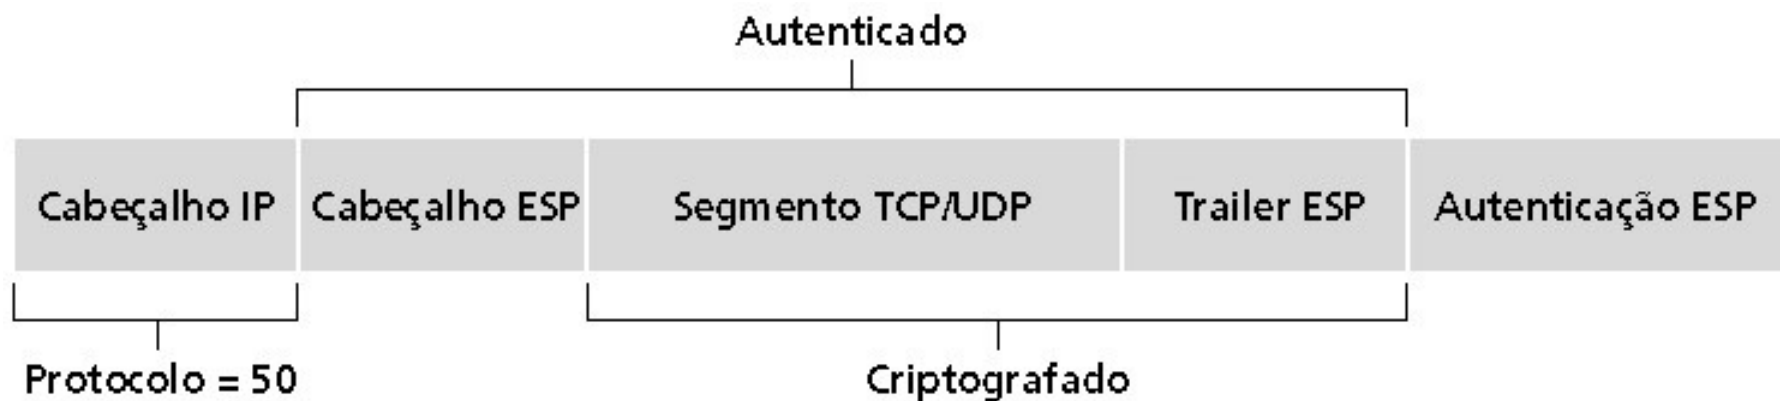 Autenticado
Cabeçalho IP
Cabeçalho ESP
Segmento TCP/UDP
Trailer ESP
Autenticação ESP
Protocolo = 50
Criptografado